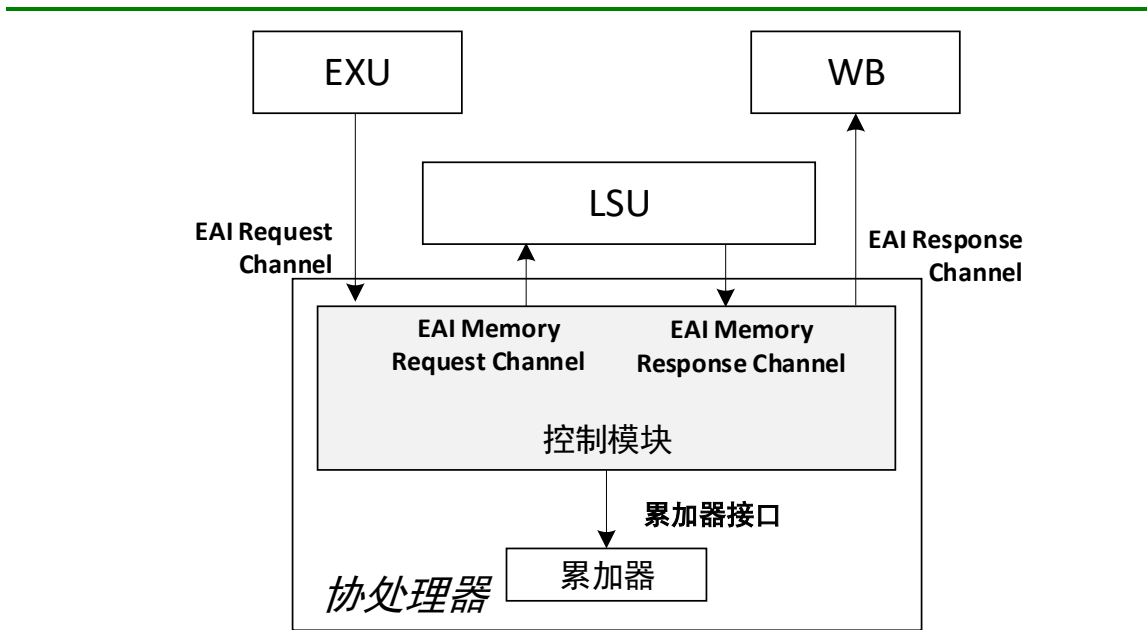 EXU
WB
LSU
EAI Request
Channel
EAI Response
Channel
EAI Memory
Request Channel
EAI Memory
Response Channel
控制模块
累加器接口
累加器
协处理器